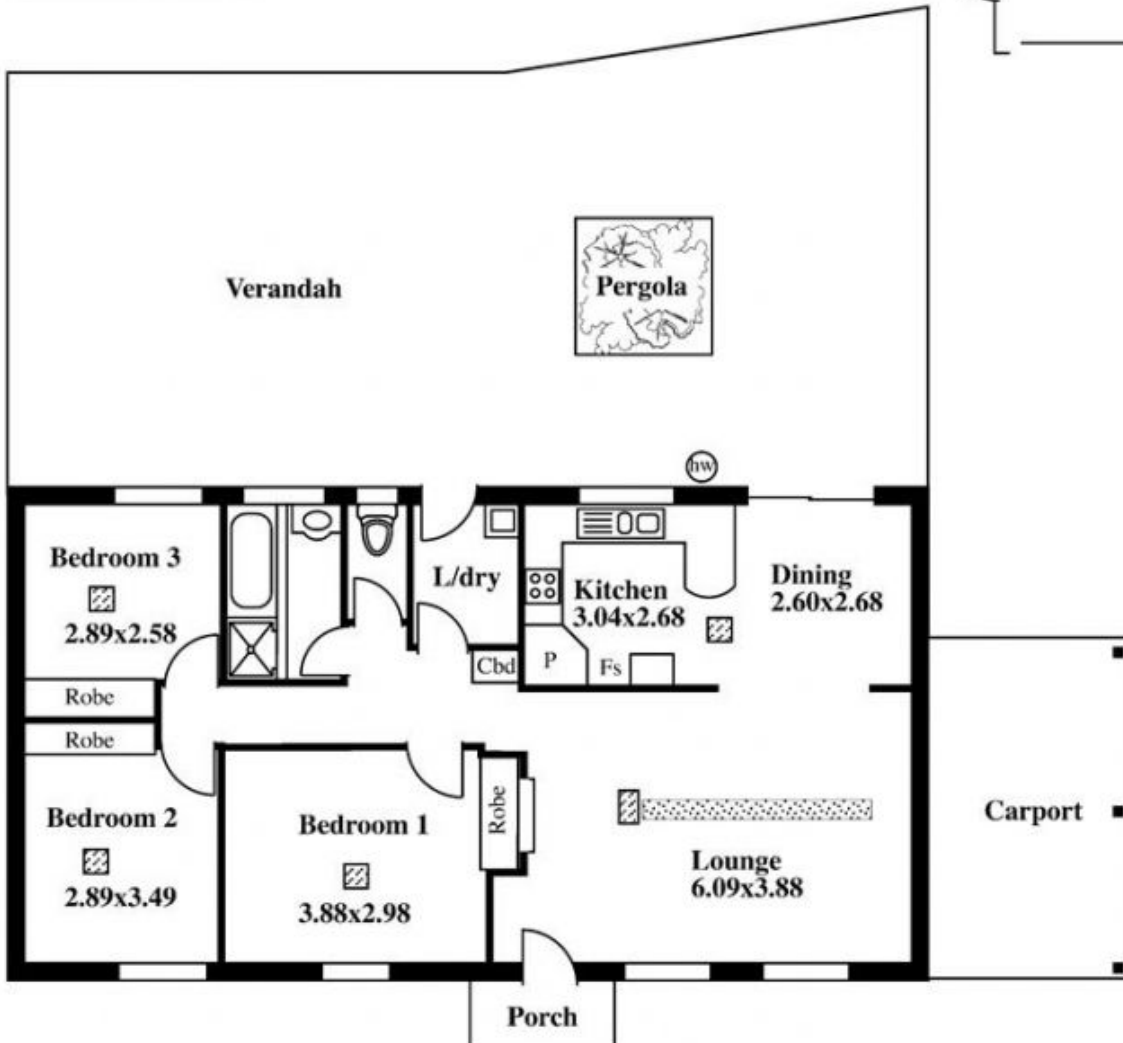 Verandah
Pergola
hw
Bedroom 3
2.89x2.58
L/dry
Kitchen
3.04x2.68
Dining
2.60x2.68
Robe
Cbd
P
Fs
Robe
Bedroom 2
2.89x3.49
Bedroom 1
3.88x2.98
Robe
Lounge
6.09x3.88
Carport
Porch